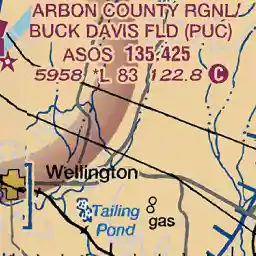 ARBON COUNTY RGNL/
BUCK DAVIS FLD (PUC)
ASOS 135.425
5958 *L 83 122.8 C
Wellington
Tailing
Pond
gas